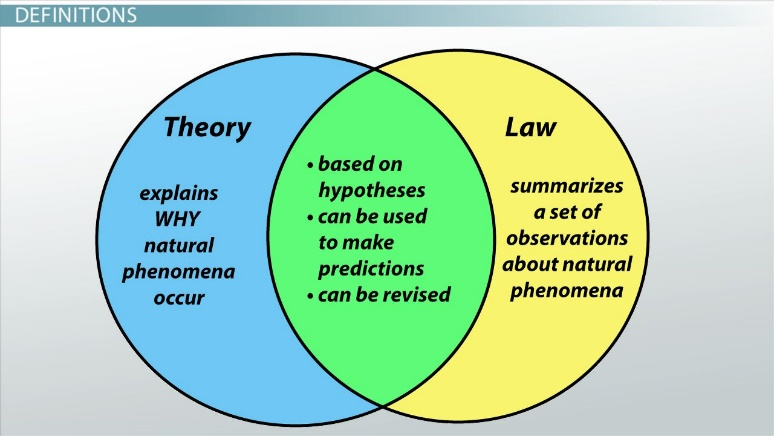 DEFINITIONS
Theory
explains
WHY
natural
phenomena
occur
• based on
hypotheses
• can be used
to make
predictions
• can be revised
Law
summarizes
a set of
observations
about natural
phenomena